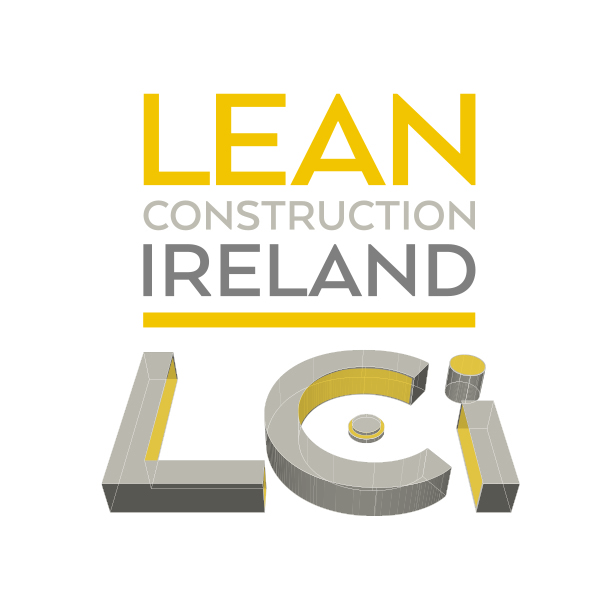 LEAN
CONSTRUCTION
IRELAND
LCi